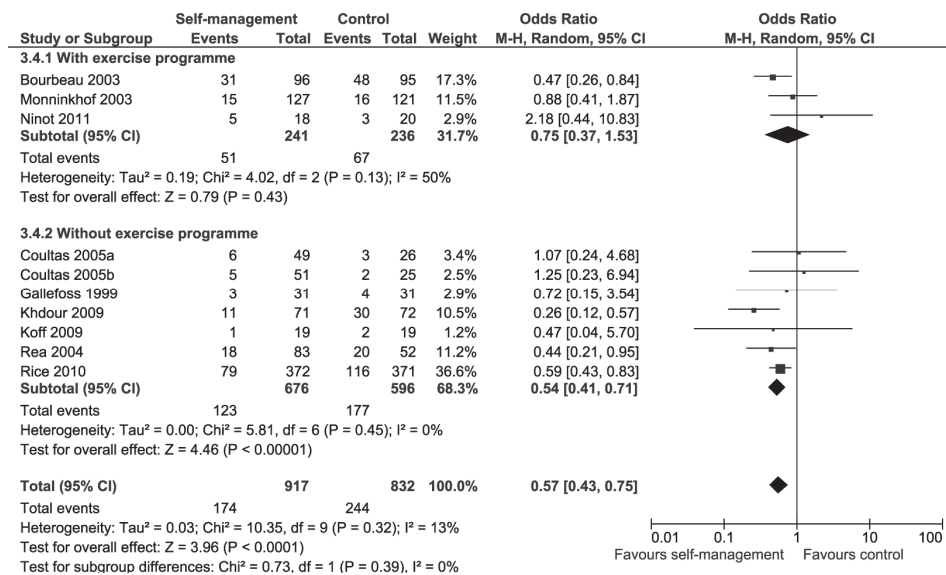 Self-management Control Odds Ratio Odds Ratio
Study or Subgroup Events Total Events Total Weight M-H, Random, 95% CI M-H, Random, 95% CI
3.4.1 With exercise programme
Bourbeau 2003 31 96 48 95 17.3% 0.47 [0.26, 0.84]
Monninkhof 2003 15 127 16 121 11.5% 0.88 [0.41, 1.87]
Ninot 2011 5 18 3 20 2.9% 2.18 [0.44, 10.83]
Subtotal (95% CI) 241 236 31.7% 0.75 [0.37, 1.53]
Total events 51 67
Heterogeneity: Tau² = 0.19; Chi² = 4.02, df = 2 (P = 0.13); I² = 50%
Test for overall effect: Z = 0.79 (P = 0.43)
3.4.2 Without exercise programme
Coultas 2005a 6 49 3 26 3.4% 1.07 [0.24, 4.68]
Coultas 2005b 5 51 2 25 2.5% 1.25 [0.23, 6.94]
Gallefoss 1999 3 31 4 31 2.9% 0.72 [0.15, 3.54]
Khdour 2009 11 71 30 72 10.5% 0.26 [0.12, 0.57]
Koff 2009 1 19 2 19 1.2% 0.47 [0.04, 5.70]
Rea 2004 18 83 20 52 11.2% 0.44 [0.21, 0.95]
Rice 2010 79 372 116 371 36.6% 0.59 [0.43, 0.83]
Subtotal (95% CI) 676 596 68.3% 0.54 [0.41, 0.71]
Total events 123 177
Heterogeneity: Tau² = 0.00; Chi² = 5.81, df = 6 (P = 0.45); I² = 0%
Test for overall effect: Z = 4.46 (P < 0.00001)
Total (95% CI) 917 832 100.0% 0.57 [0.43, 0.75]
Total events 174 244
Heterogeneity: Tau² = 0.03; Chi² = 10.35, df = 9 (P = 0.32); I² = 13%
Test for overall effect: Z = 3.96 (P < 0.0001)
Test for subgroup differences: Chi² = 0.73, df = 1 (P = 0.39), I² = 0%
0.01 0.1 1 10 100
Favours self-management Favours control